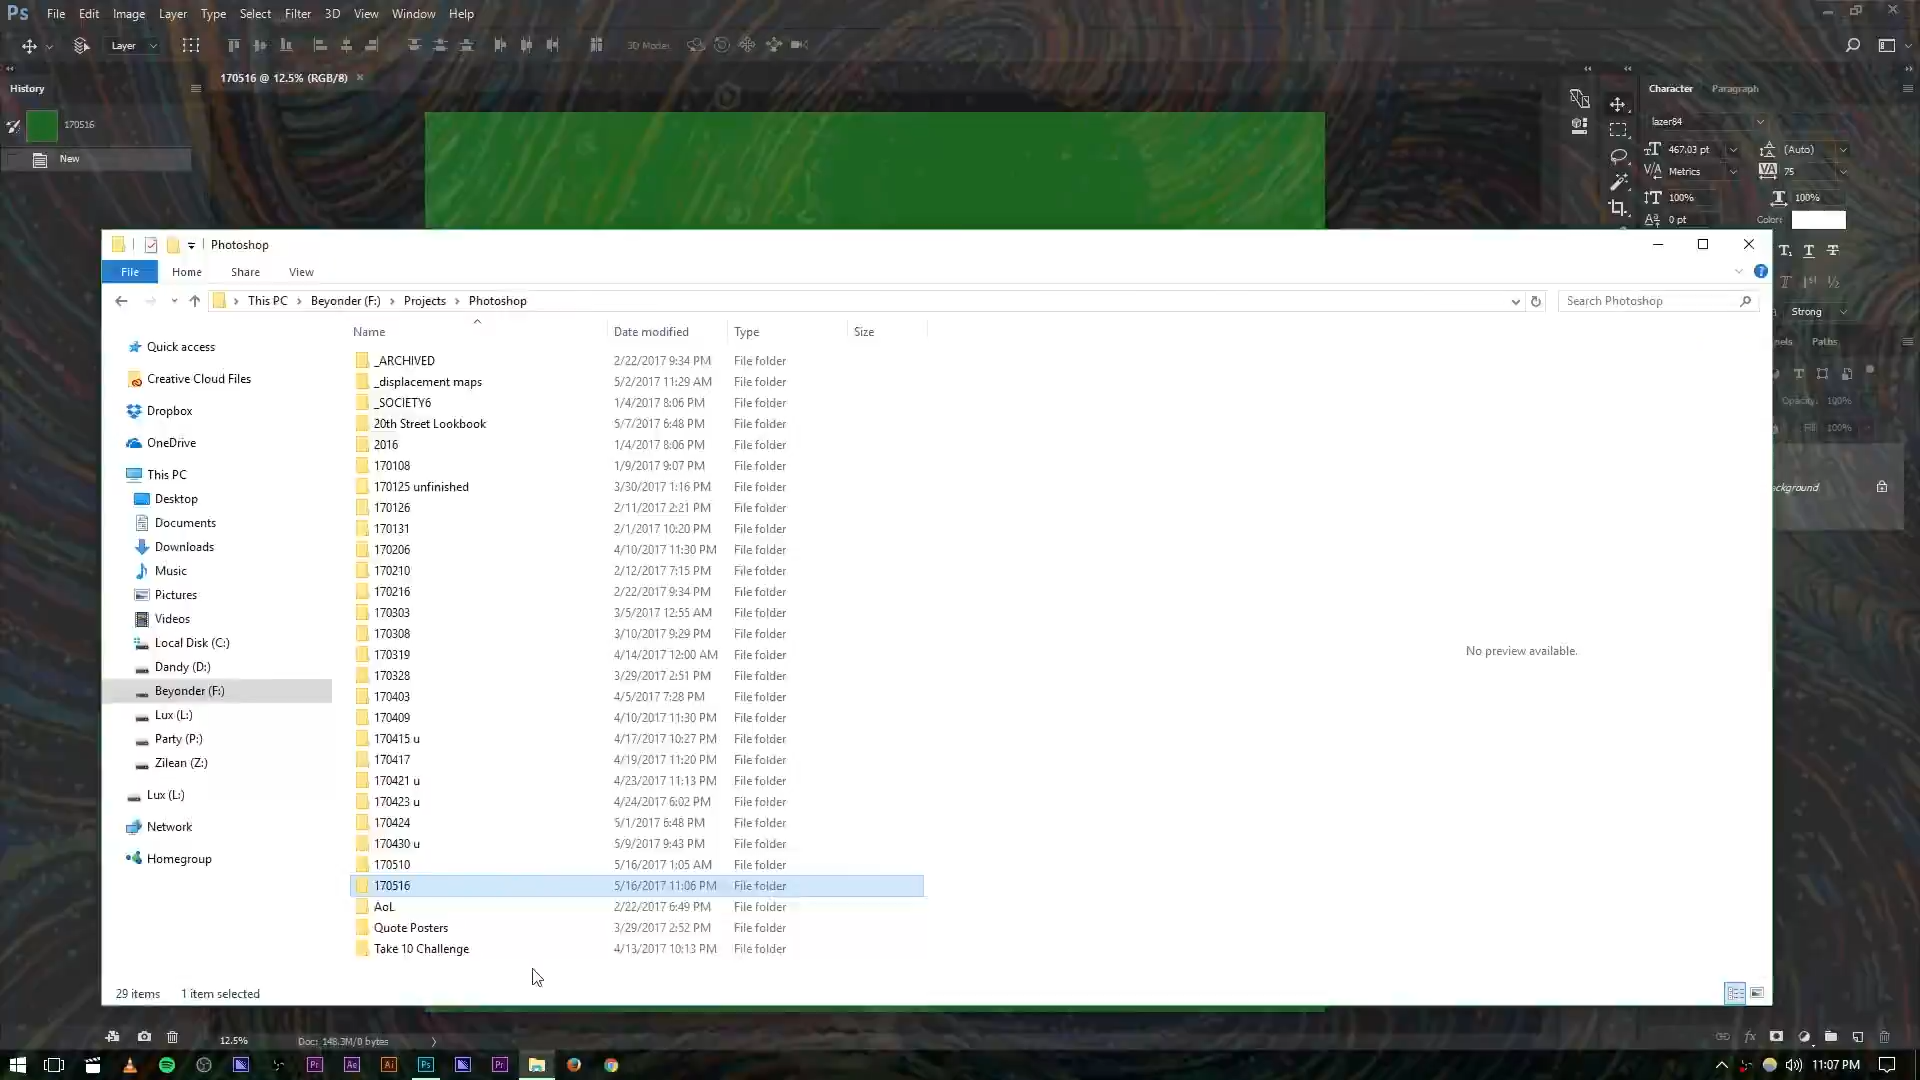 Ps File Edit Image Layer Type Select Filter 3D View Window Help
Layer 3D Mode:
170516 @ 12.5% (RGB/8)
History
170516
New
Character Paragraph
lazer84
467.03 pt (Auto)
Metrics 75
100% 100%
0 pt Color:
Strong
Paths
Opacity: 100%
Fill: 100%
Photoshop
File Home Share View
This PC Beyonder (F:) Projects Photoshop
Search Photoshop
Name Date modified Type Size
Quick access
Creative Cloud Files
Dropbox
OneDrive
This PC
Desktop
Documents
Downloads
Music
Pictures
Videos
Local Disk (C:)
Dandy (D:)
Beyonder (F:)
Lux (L:)
Party (P:)
Zilean (Z:)
Lux (L:)
Network
Homegroup
_ARCHIVED 2/22/2017 9:34 PM File folder
_displacement maps 5/2/2017 11:29 AM File folder
_SOCIETY6 1/4/2017 8:06 PM File folder
20th Street Lookbook 5/7/2017 6:48 PM File folder
2016 1/4/2017 8:06 PM File folder
170108 1/9/2017 9:07 PM File folder
170125 unfinished 3/30/2017 1:16 PM File folder
170126 2/11/2017 2:21 PM File folder
170131 2/1/2017 10:20 PM File folder
170206 4/10/2017 11:30 PM File folder
170210 2/12/2017 7:15 PM File folder
170216 2/22/2017 9:34 PM File folder
170303 3/5/2017 12:55 AM File folder
170308 3/10/2017 9:29 PM File folder
170319 4/14/2017 12:00 AM File folder
170328 3/29/2017 2:51 PM File folder
170403 4/5/2017 7:28 PM File folder
170409 4/10/2017 11:30 PM File folder
170415 u 4/17/2017 10:27 PM File folder
170417 4/19/2017 11:20 PM File folder
170421 u 4/23/2017 11:13 PM File folder
170423 u 4/24/2017 6:02 PM File folder
170424 5/1/2017 6:48 PM File folder
170430 u 5/9/2017 9:43 PM File folder
170510 5/16/2017 1:05 AM File folder
170516 5/16/2017 11:06 PM File folder
AoL 2/22/2017 6:49 PM File folder
Quote Posters 3/29/2017 2:52 PM File folder
Take 10 Challenge 4/13/2017 10:13 PM File folder
No preview available.
29 items 1 item selected
12.5% Doc: 148.3M/0 bytes
fx
Pr Ae Ai Ps Pr
11:07 PM